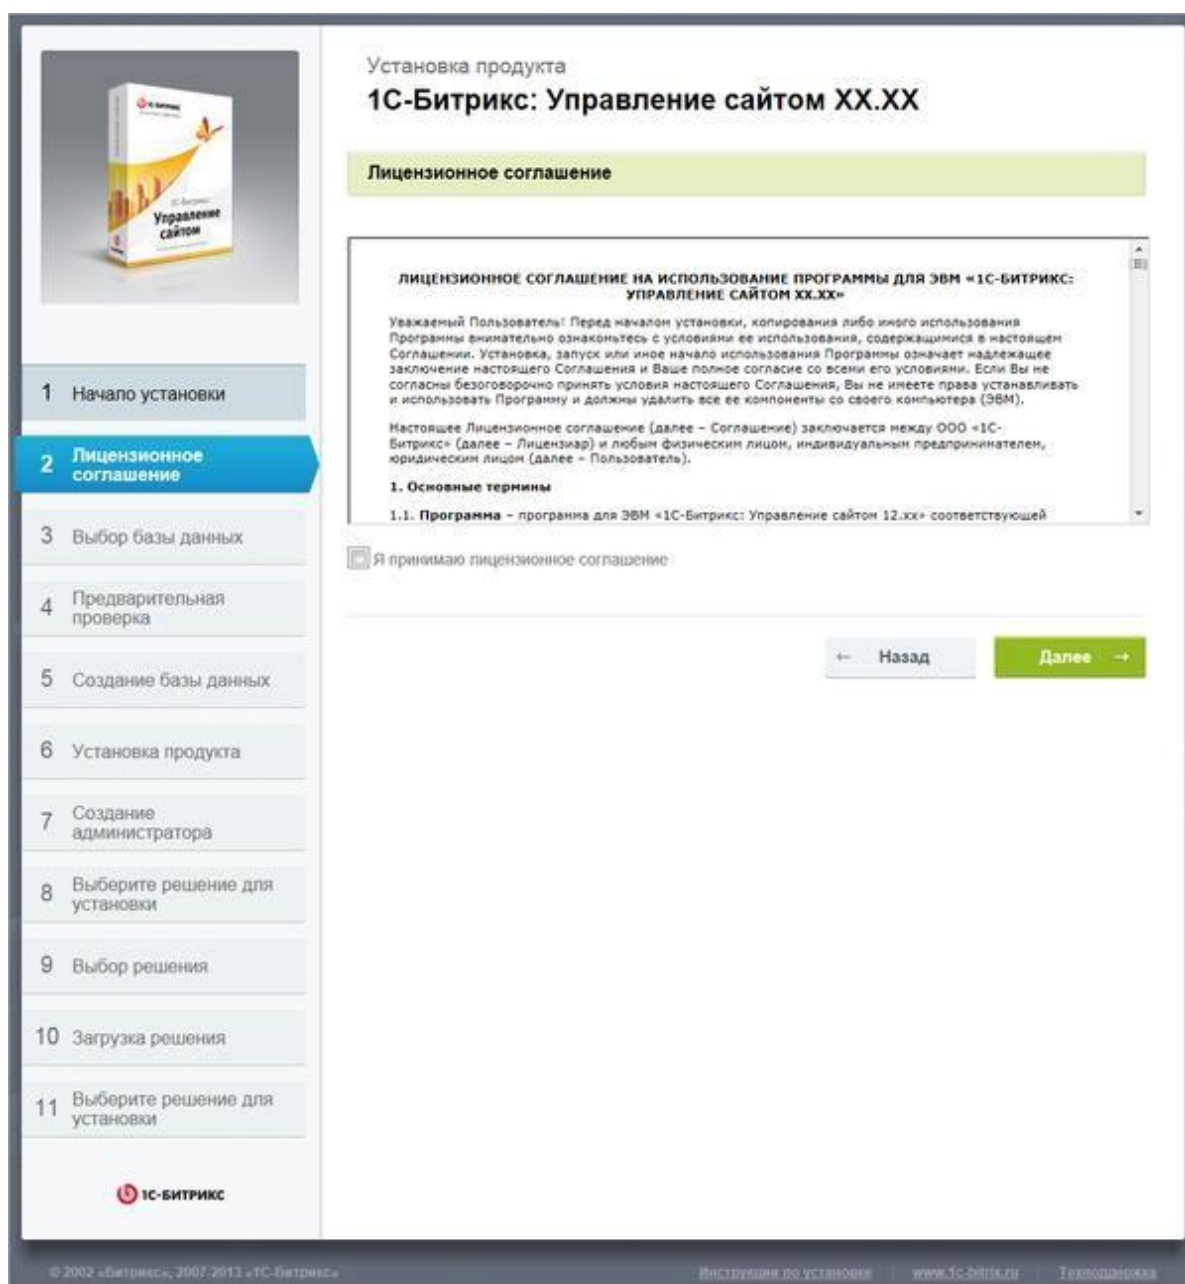 Установка продукта
1С-Битрикс: Управление сайтом XX.XX
Лицензионное соглашение
ЛИЦЕНЗИОННОЕ СОГЛАШЕНИЕ НА ИСПОЛЬЗОВАНИЕ ПРОГРАММЫ ДЛЯ ЭВМ «1С-БИТРИКС:
УПРАВЛЕНИЕ САЙТОМ XX.XX»
Уважаемый Пользователь! Перед началом установки, копирования либо иного использования
Программы внимательно ознакомьтесь с условиями ее использования, содержащимися в настоящем
Соглашении. Установка, запуск или иное начало использования Программы означает надлежащее
заключение настоящего Соглашения и Ваше полное согласие со всеми его условиями. Если Вы не
согласны безоговорочно принять условия настоящего Соглашения, Вы не имеете права устанавливать
и использовать Программу и должны удалить все ее компоненты со своего компьютера (ЭВМ).
Настоящее Лицензионное соглашение (далее – Соглашение) заключается между ООО «1С-
Битрикс» (далее – Лицензиар) и любым физическим лицом, индивидуальным предпринимателем,
юридическим лицом (далее – Пользователь).
1. Основные термины
1.1. Программа – программа для ЭВМ «1С-Битрикс: Управление сайтом 12.xx» соответствующей
Я принимаю лицензионное соглашение
← Назад
Далее →
1С-Битрикс:
Управление
сайтом
1 Начало установки
2 Лицензионное
соглашение
3 Выбор базы данных
4 Предварительная
проверка
5 Создание базы данных
6 Установка продукта
7 Создание
администратора
8 Выберите решение для
установки
9 Выбор решения
10 Загрузка решения
11 Выберите решение для
установки
1С-БИТРИКС
© 2002 «Битрикс», 2007-2013 «1С-Битрикс»
Инструкции по установке
www.1c-bitrix.ru
Техподдержка